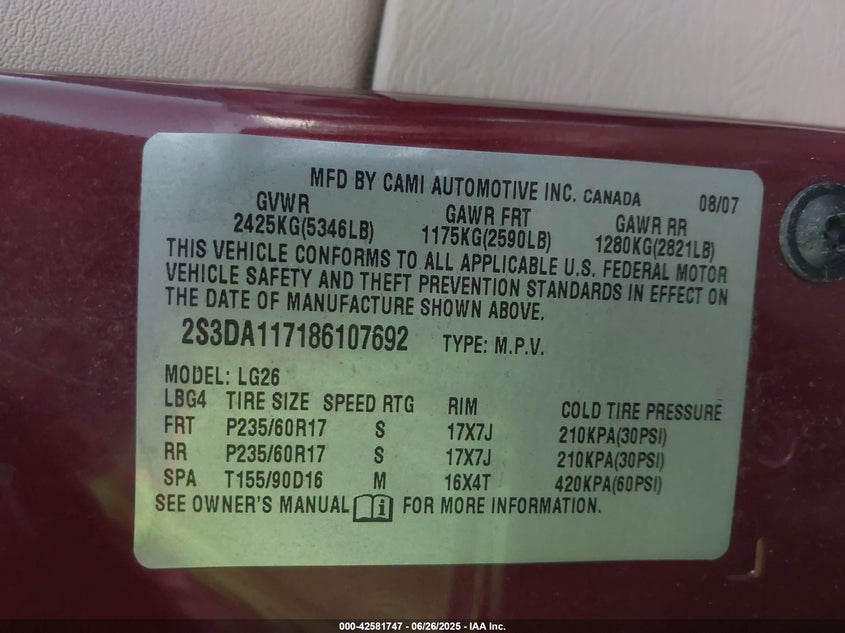 MFD BY CAMI AUTOMOTIVE INC. CANADA 08/07
GVWR GAWR FRT GAWR RR
2425KG(5346LB) 1175KG(2590LB) 1280KG(2821LB)
THIS VEHICLE CONFORMS TO ALL APPLICABLE U.S. FEDERAL MOTOR
VEHICLE SAFETY AND THEFT PREVENTION STANDARDS IN EFFECT ON
THE DATE OF MANUFACTURE SHOWN ABOVE.
2S3DA117186107692 TYPE: M.P.V.
MODEL: LG26
LBG4 TIRE SIZE SPEED RTG RIM COLD TIRE PRESSURE
FRT P235/60R17 S 17X7J 210KPA(30PSI)
RR P235/60R17 S 17X7J 210KPA(30PSI)
SPA T155/90D16 M 16X4T 420KPA(60PSI)
SEE OWNER'S MANUAL FOR MORE INFORMATION.
000-42581747 - 06/26/2025 - IAA Inc.